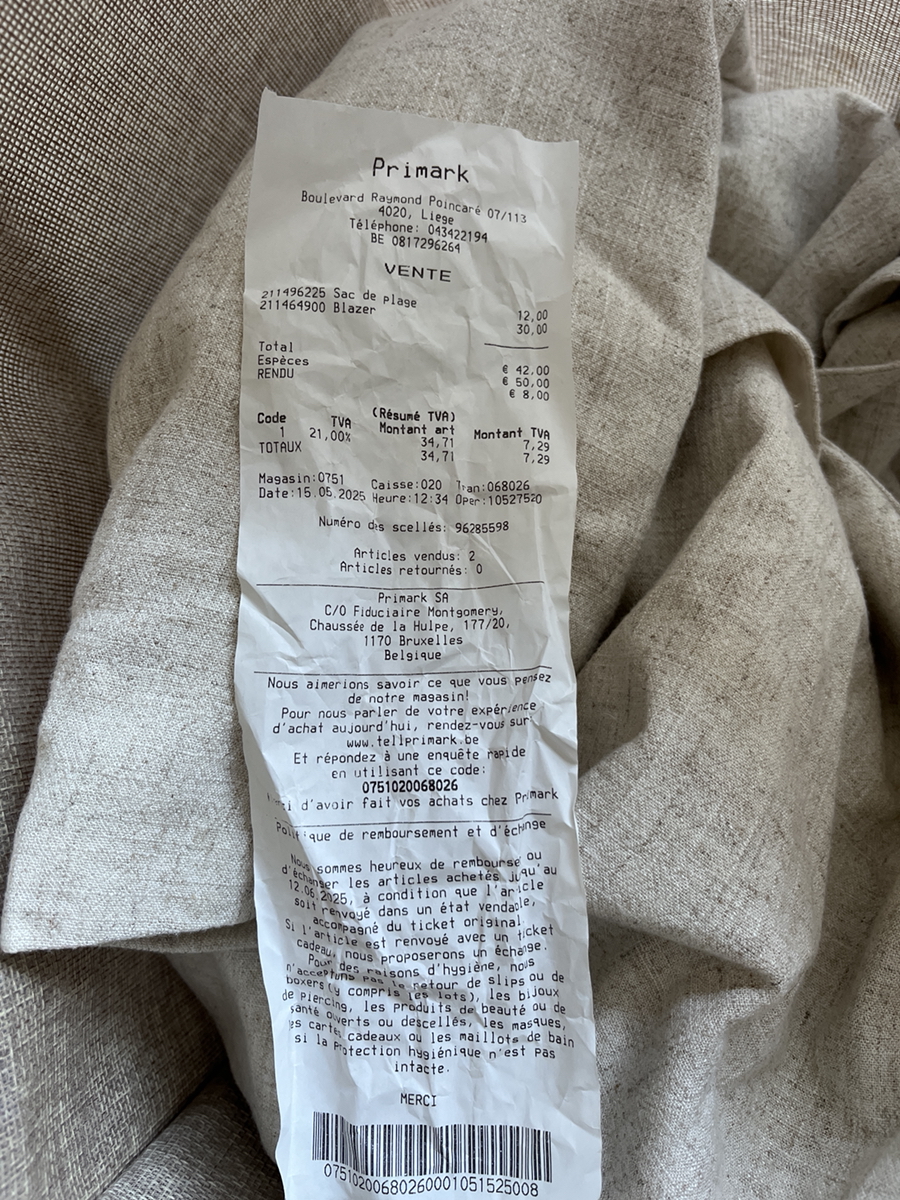 Primark
Boulevard Raymond Poincaré 07/113
4020, Liege
Téléphone: 043422194
BE 0817296264
VENTE
211496225 Sac de plage 12,00
211464900 Blazer 30,00
Total € 42,00
Espèces € 50,00
RENDU € 8,00
(Résumé TVA)
Code TVA Montant art Montant TVA
1 21,00% 34,71 7,29
TOTAUX 34,71 7,29
Magasin:0751 Caisse:020 Tran:068026
Date:15.05.2025 Heure:12:34 Oper:10527520
Numéro des scellés: 96285598
Articles vendus: 2
Articles retournés: 0
Primark SA
C/O Fiduciaire Montgomery,
Chaussée de la Hulpe, 177/20,
1170 Bruxelles
Belgique
Nous aimerions savoir ce que vous pensez
de notre magasin!
Pour nous parler de votre expérience
d'achat aujourd'hui, rendez-vous sur
www.tellprimark.be
Et répondez à une enquête rapide
en utilisant ce code:
0751020068026
Merci d'avoir fait vos achats chez Primark
Politique de remboursement et d'échange
Nous sommes heureux de rembourser ou
d'échanger les articles achetés jusqu'au
12.06.2025, à condition que l'article
soit renvoyé dans un état vendable,
accompagné du ticket original.
Si l'article est renvoyé avec un ticket
cadeau, nous proposerons un échange.
Pour des raisons d'hygiène, nous
n'acceptons pas le retour de slips ou de
boxers (y compris les lots), les bijoux
de piercing, les produits de beauté ou de
santé ouverts ou descellés, les masques,
les cartes cadeaux ou les maillots de bain
si la protection hygiénique n'est pas
intacte.
MERCI
07510200680260001051525008